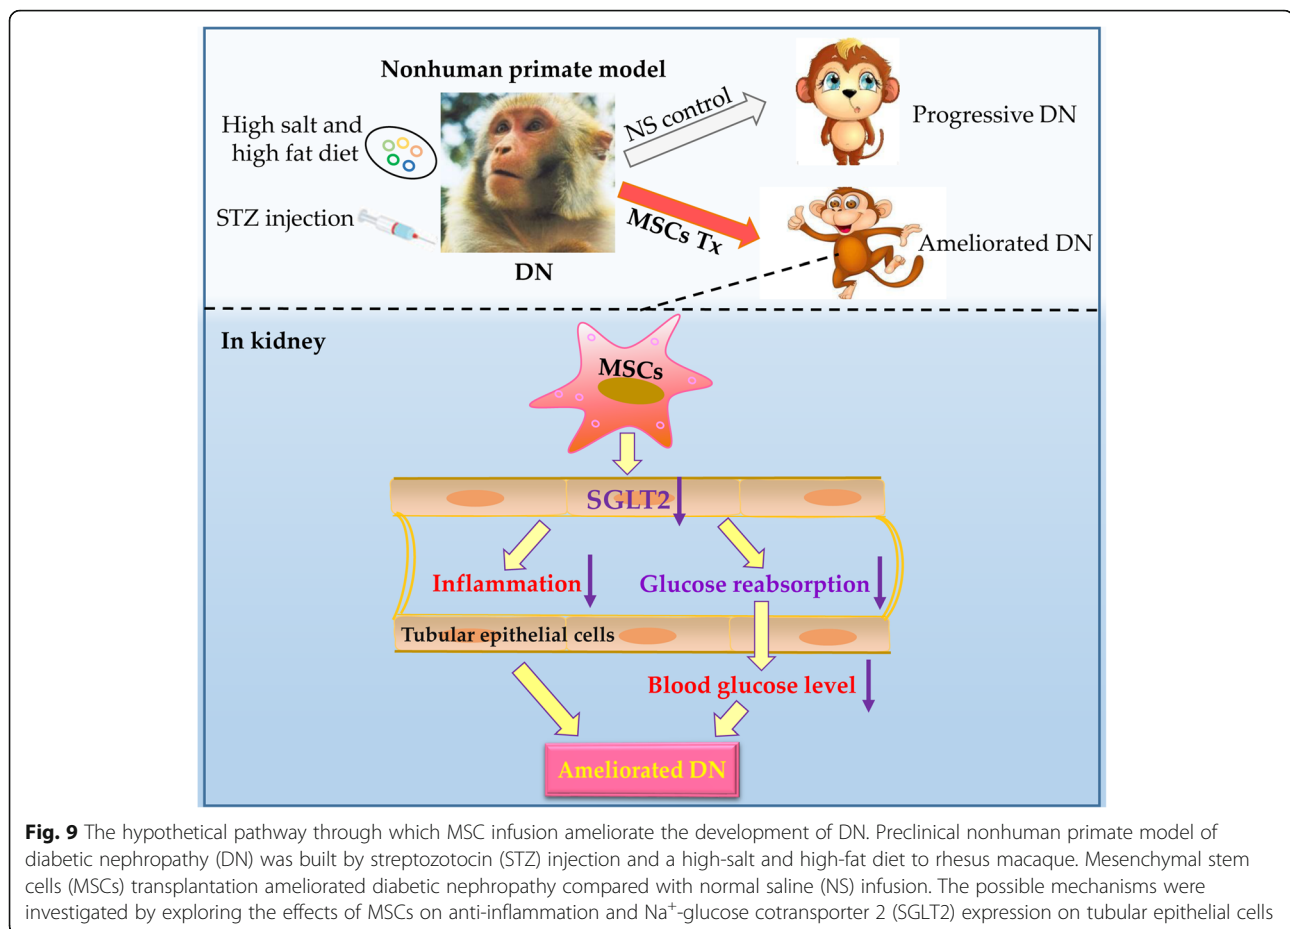 Nonhuman primate model
High salt and
high fat diet
STZ injection
DN
NS control
MSCs Tx
Progressive DN
Ameliorated DN
In kidney
MSCs
SGLT2
Inflammation
Glucose reabsorption
Tubular epithelial cells
Blood glucose level
Ameliorated DN
Fig. 9 The hypothetical pathway through which MSC infusion ameliorate the development of DN. Preclinical nonhuman primate model of
diabetic nephropathy (DN) was built by streptozotocin (STZ) injection and a high-salt and high-fat diet to rhesus macaque. Mesenchymal stem
cells (MSCs) transplantation ameliorated diabetic nephropathy compared with normal saline (NS) infusion. The possible mechanisms were
investigated by exploring the effects of MSCs on anti-inflammation and Na⁺-glucose cotransporter 2 (SGLT2) expression on tubular epithelial cells